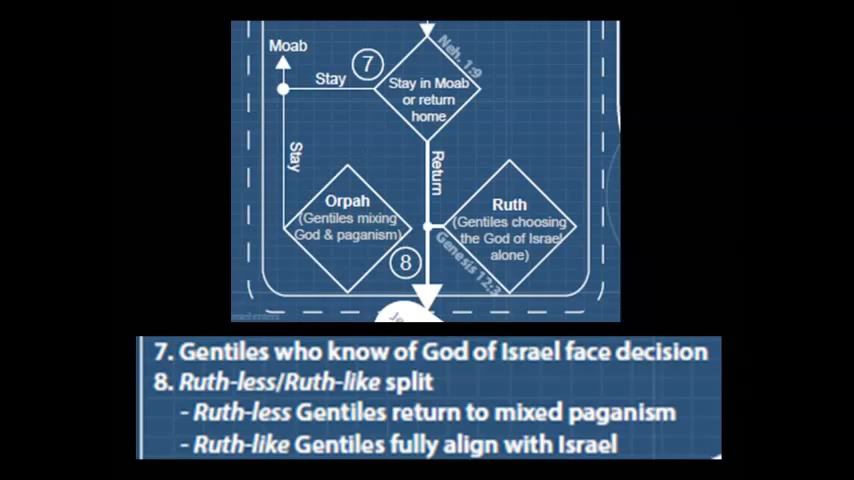 Moab
7
Neh. 1:9
Stay
Stay in Moab
or return
home
Stay
Return
Orpah
(Gentiles mixing
God & paganism)
Ruth
(Gentiles choosing
the God of Israel
alone)
8
Genesis 12:3
enters
7. Gentiles who know of God of Israel face decision
8. Ruth-less/Ruth-like split
- Ruth-less Gentiles return to mixed paganism
- Ruth-like Gentiles fully align with Israel